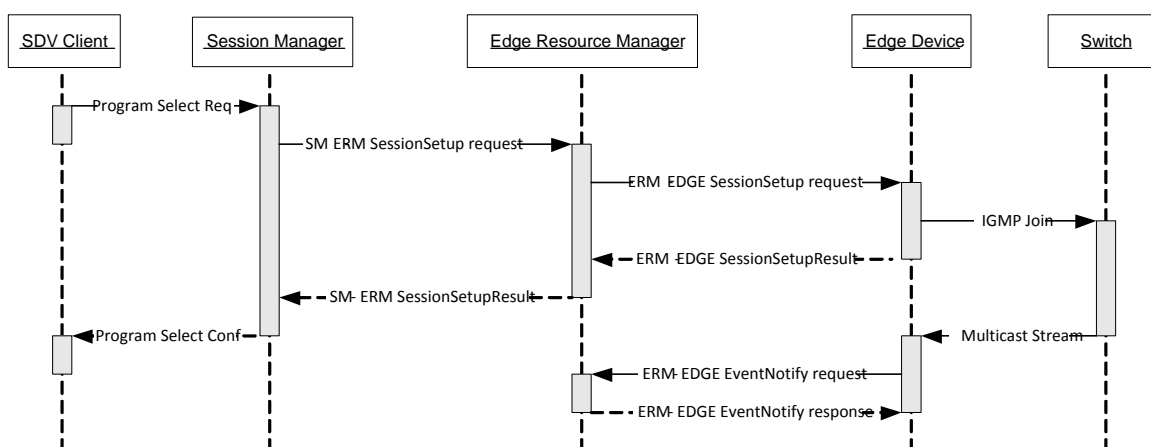 SDV Client
Session Manager
Edge Resource Manager
Edge Device
Switch
Program Select Req
SM-ERM SessionSetup request
ERM-EDGE SessionSetup request
IGMP Join
ERM-EDGE SessionSetupResult
SM-ERM SessionSetupResult
Program Select Conf
Multicast Stream
ERM-EDGE EventNotify request
ERM-EDGE EventNotify response